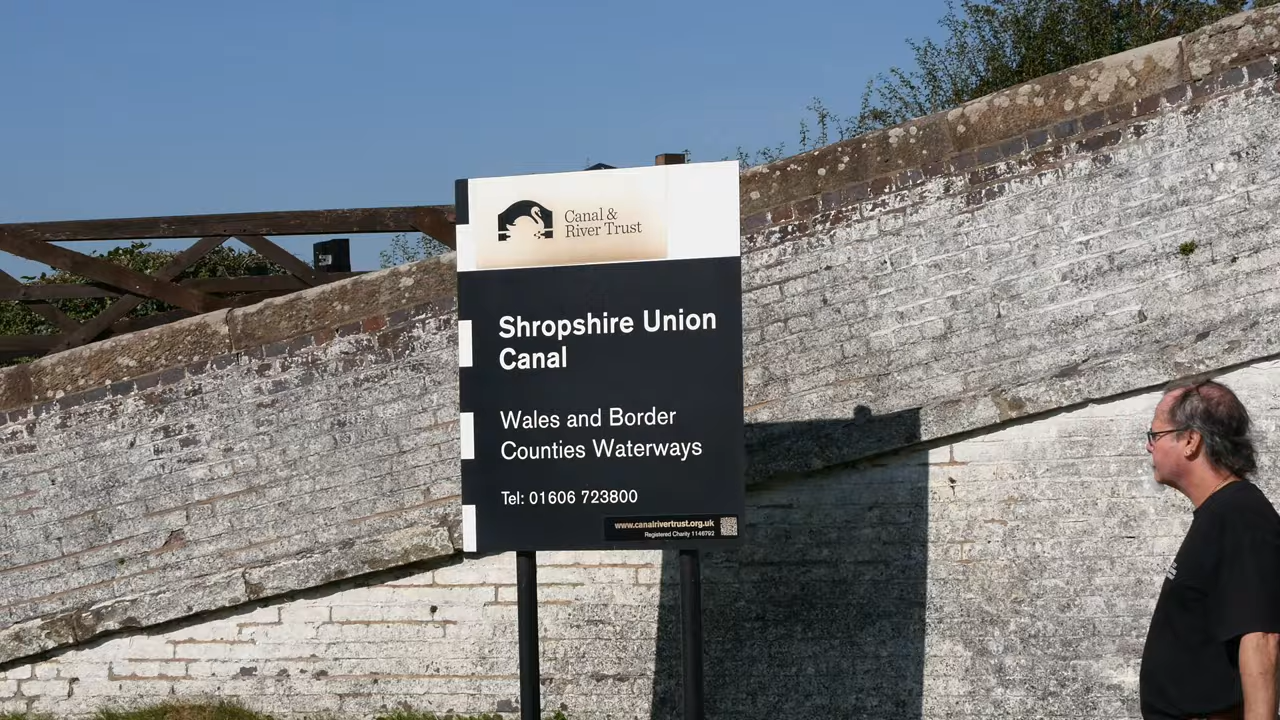 Canal &
River Trust
Shropshire Union
Canal
Wales and Border
Counties Waterways
Tel: 01606 723800
www.canalrivertrust.org.uk
Registered Charity 1146792